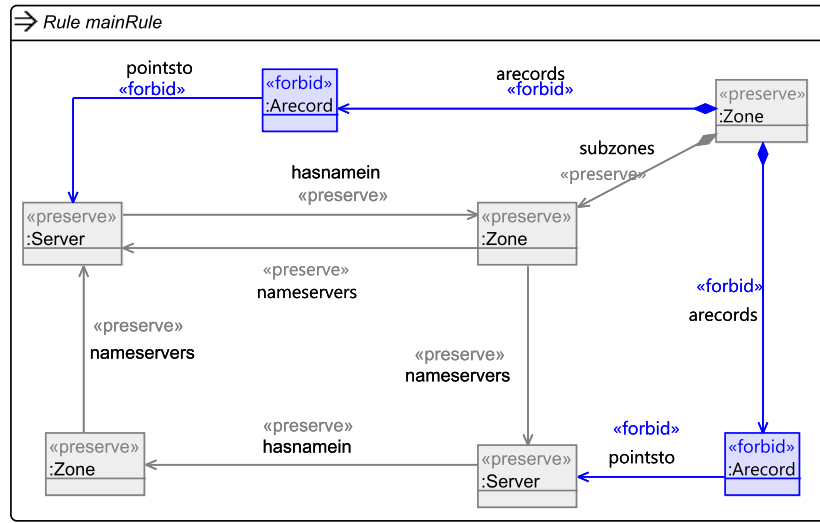 Rule mainRule
pointsto
«forbid»
«forbid»
:Arecord
arecords
«forbid»
«preserve»
:Zone
subzones
«preserve»
hasnamein
«preserve»
«preserve»
:Server
«preserve»
:Zone
«preserve»
nameservers
«forbid»
arecords
«preserve»
nameservers
«preserve»
nameservers
«preserve»
hasnamein
«forbid»
pointsto
«preserve»
:Zone
«preserve»
:Server
«forbid»
:Arecord